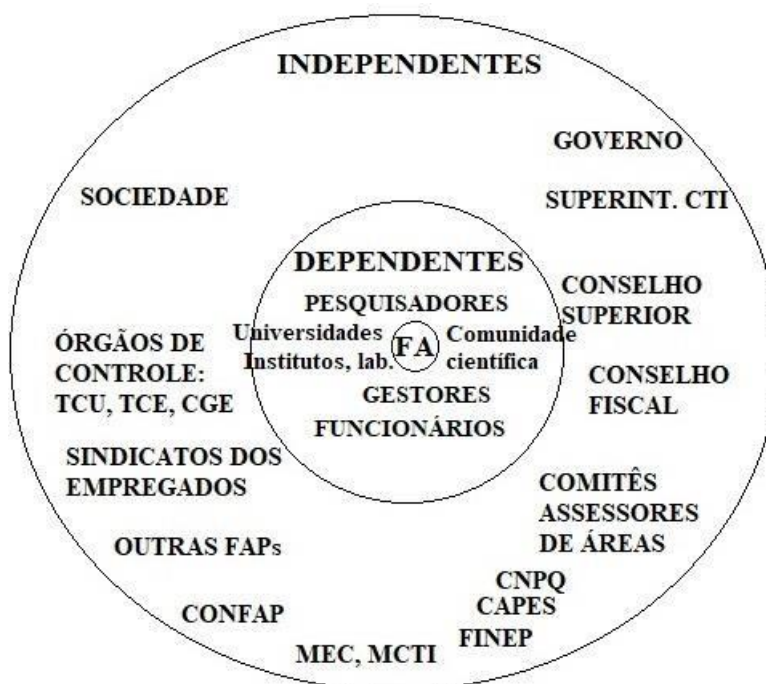 INDEPENDENTES
GOVERNO
SOCIEDADE
SUPERINT. CTI
DEPENDENTES
PESQUISADORES
CONSELHO
SUPERIOR
Universidades
Institutos, lab.
FA
Comunidade
científica
ÓRGÃOS DE
CONTROLE:
TCU, TCE, CGE
GESTORES
FUNCIONÁRIOS
CONSELHO
FISCAL
SINDICATOS DOS
EMPREGADOS
COMITÊS
ASSESSORES
DE ÁREAS
OUTRAS FAPs
CNPQ
CAPES
FINEP
CONFAP
MEC, MCTI